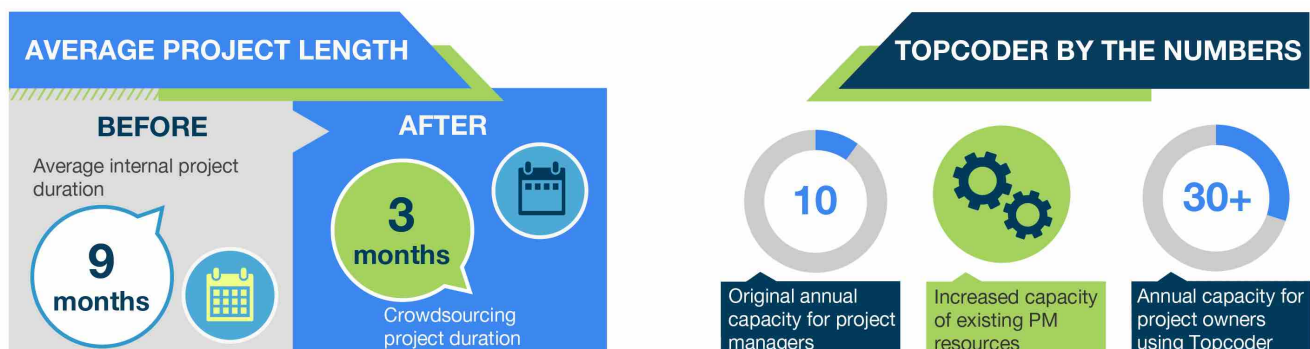 AVERAGE PROJECT LENGTH
BEFORE
Average internal project
duration
9
months
AFTER
3
months
Crowdsourcing
project duration
TOPCODER BY THE NUMBERS
10
Original annual
capacity for project
managers
Increased capacity
of existing PM
resources
30+
Annual capacity for
project owners
using Topcoder